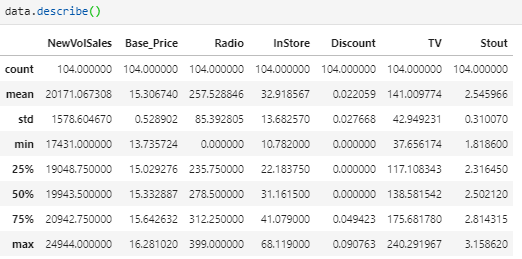 data.describe()
NewVolSales Base_Price Radio InStore Discount TV Stout
count 104.000000 104.000000 104.000000 104.000000 104.000000 104.000000 104.000000
mean 20171.067308 15.306740 257.528846 32.918567 0.022059 141.009774 2.545966
std 1578.604670 0.528902 85.392805 13.682570 0.027668 42.949231 0.310070
min 17431.000000 13.735724 0.000000 10.782000 0.000000 37.656174 1.818600
25% 19048.750000 15.029276 235.750000 22.183750 0.000000 117.108343 2.316450
50% 19943.500000 15.332887 278.500000 31.161500 0.000000 138.581542 2.502120
75% 20942.750000 15.642632 312.250000 41.079000 0.049423 175.681780 2.814315
max 24944.000000 16.281020 399.000000 68.119000 0.090763 240.291967 3.158620